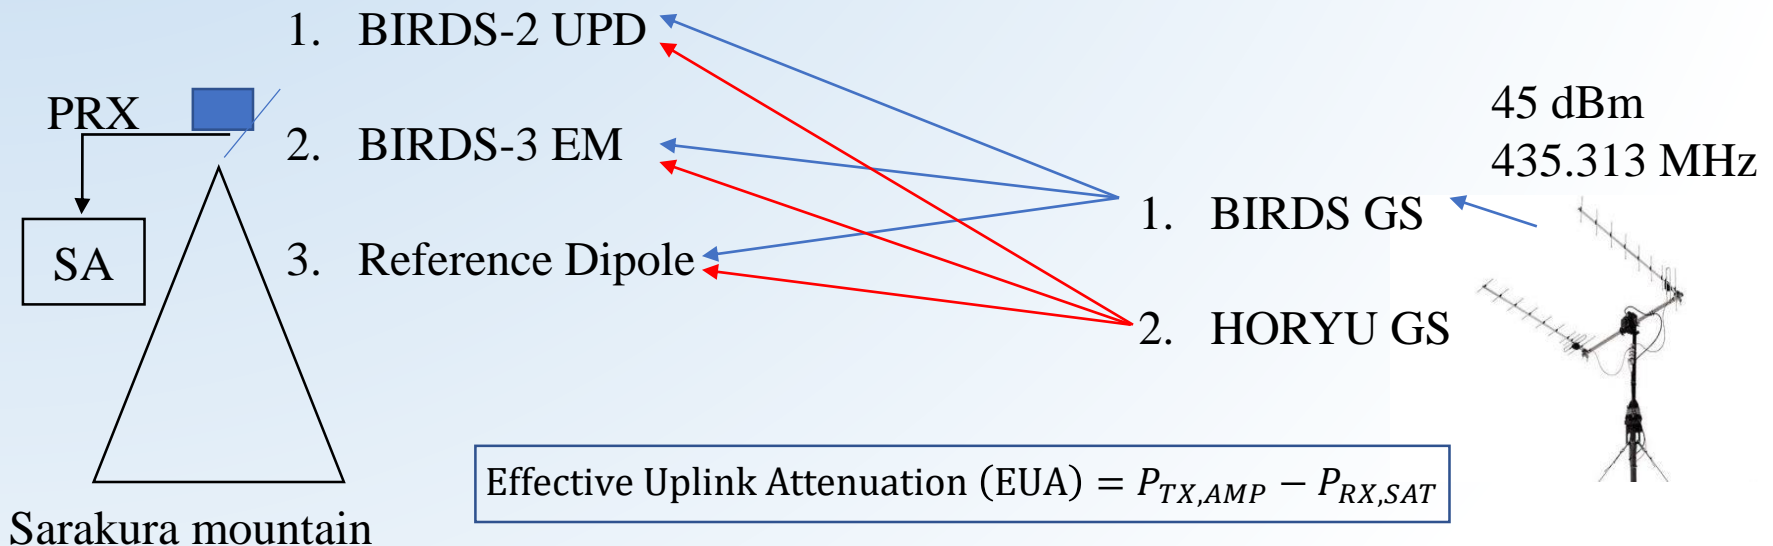 1. BIRDS-2 UPD
PRX
2. BIRDS-3 EM
SA
3. Reference Dipole
Sarakura mountain
45 dBm
435.313 MHz
1. BIRDS GS
2. HORYU GS
Effective Uplink Attenuation (EUA) = P_{TX,AMP} − P_{RX,SAT}